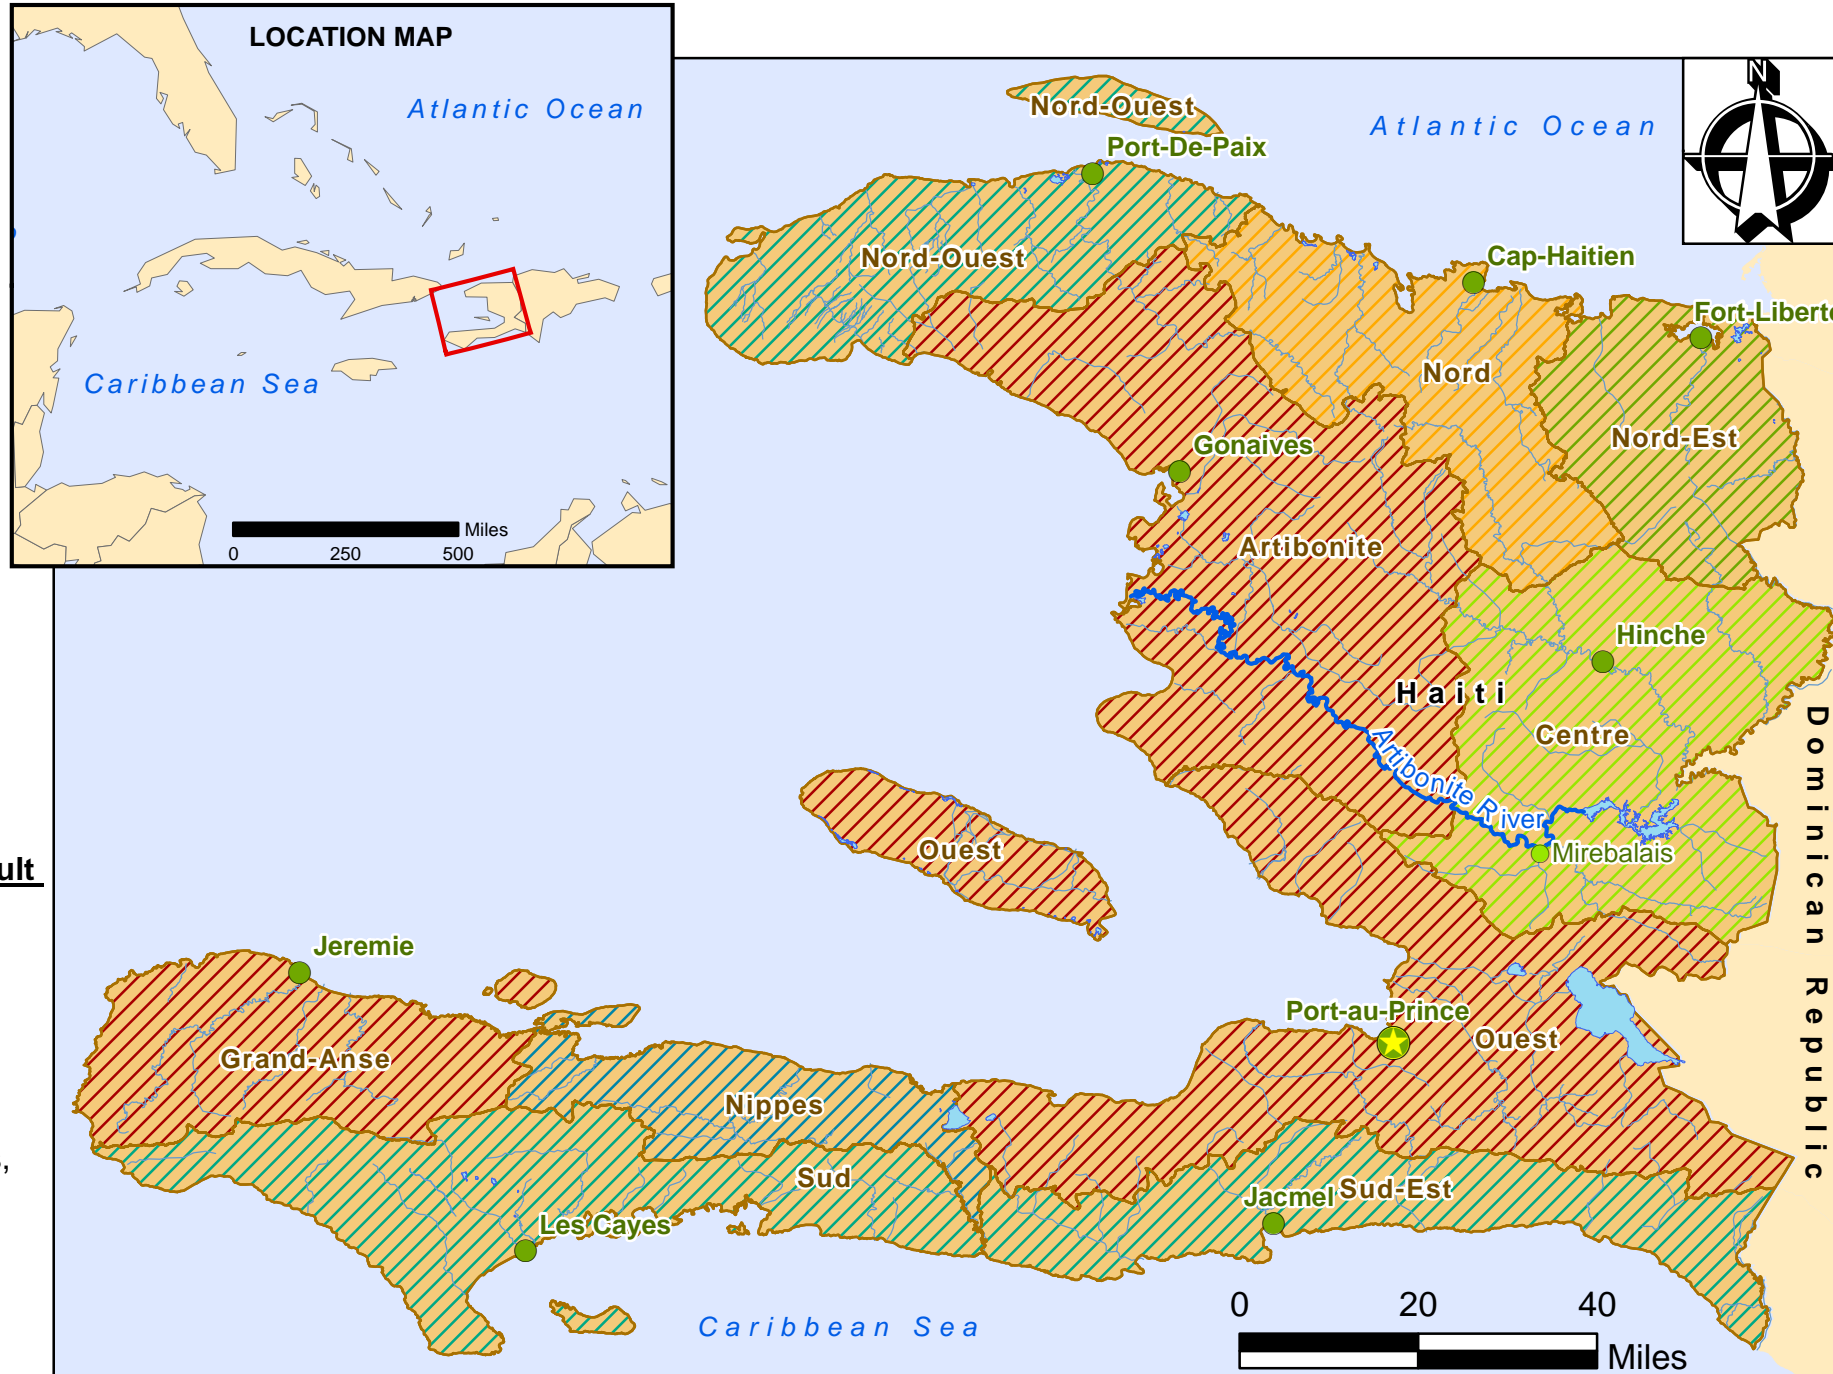 LOCATION MAP
Atlantic Ocean
Caribbean Sea
Miles
0 250 500
N
Atlantic Ocean
Nord-Ouest
Port-De-Paix
Nord-Ouest
Cap-Haitien
Fort-Liberte
Nord
Nord-Est
Gonaives
Artibonite
Hinche
Haiti
Centre
Artibonite River
Mirebalais
Dominican Republic
Ouest
ult
Jeremie
Port-au-Prince
Ouest
Grand-Anse
Nippes
,
Sud
Sud-Est
Jacmel
Les Cayes
Caribbean Sea
0 20 40
Miles